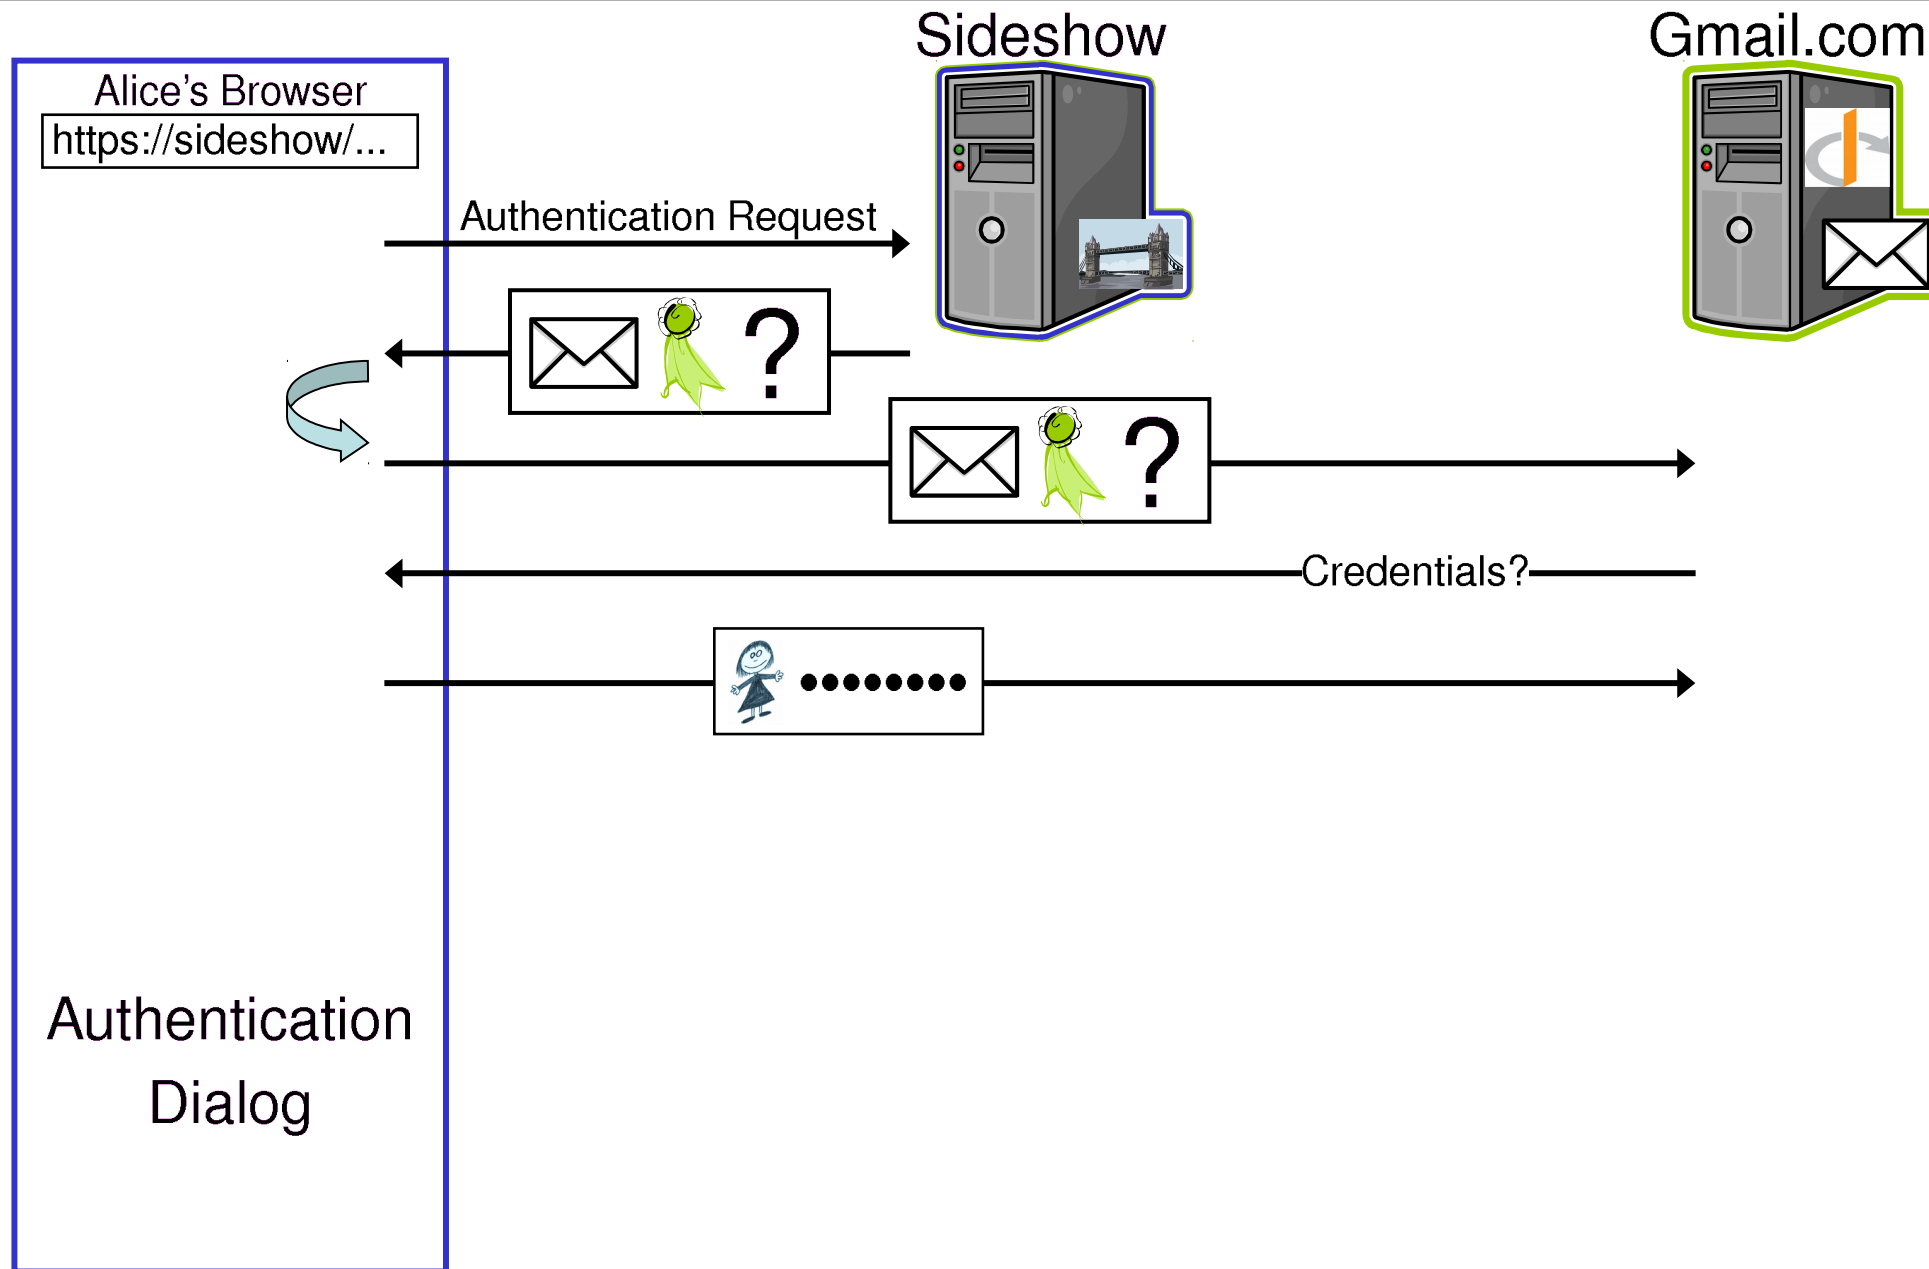 Sideshow
Gmail.com
Alice's Browser
https://sideshow/...
Authentication Request
?
?
Credentials?
Authentication
Dialog